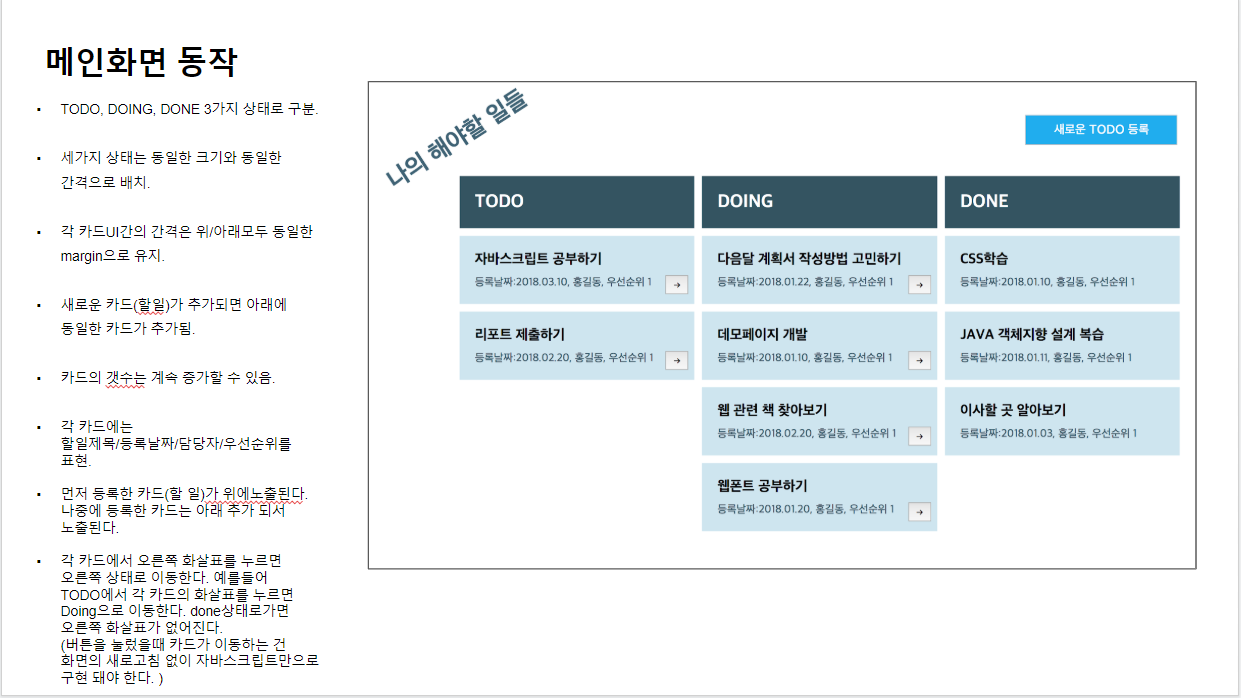 메인화면 동작
▪ TODO, DOING, DONE 3가지 상태로 구분.
▪ 세가지 상태는 동일한 크기와 동일한
간격으로 배치.
▪ 각 카드UI간의 간격은 위/아래모두 동일한
margin으로 유지.
▪ 새로운 카드(할일)가 추가되면 아래에
동일한 카드가 추가됨.
▪ 카드의 갯수는 계속 증가할 수 있음.
▪ 각 카드에는
할일제목/등록날짜/담당자/우선순위를
표현.
▪ 먼저 등록한 카드(할 일)가 위에노출된다.
나중에 등록한 카드는 아래 추가 되서
노출된다.
▪ 각 카드에서 오른쪽 화살표를 누르면
오른쪽 상태로 이동한다. 예를들어
TODO에서 각 카드의 화살표를 누르면
Doing으로 이동한다. done상태로가면
오른쪽 화살표가 없어진다.
(버튼을 눌렀을때 카드가 이동하는 건
화면의 새로고침 없이 자바스크립트만으로
구현 돼야 한다. )
나의 해야할 일들
새로운 TODO 등록
TODO
자바스크립트 공부하기
등록날짜:2018.03.10, 홍길동, 우선순위 1 →
리포트 제출하기
등록날짜:2018.02.20, 홍길동, 우선순위 1 →
DOING
다음달 계획서 작성방법 고민하기
등록날짜:2018.01.22, 홍길동, 우선순위 1 →
데모페이지 개발
등록날짜:2018.01.10, 홍길동, 우선순위 1 →
웹 관련 책 찾아보기
등록날짜:2018.02.20, 홍길동, 우선순위 1 →
웹폰트 공부하기
등록날짜:2018.01.20, 홍길동, 우선순위 1 →
DONE
CSS학습
등록날짜:2018.01.10, 홍길동, 우선순위 1
JAVA 객체지향 설계 복습
등록날짜:2018.01.11, 홍길동, 우선순위 1
이사할 곳 알아보기
등록날짜:2018.01.03, 홍길동, 우선순위 1